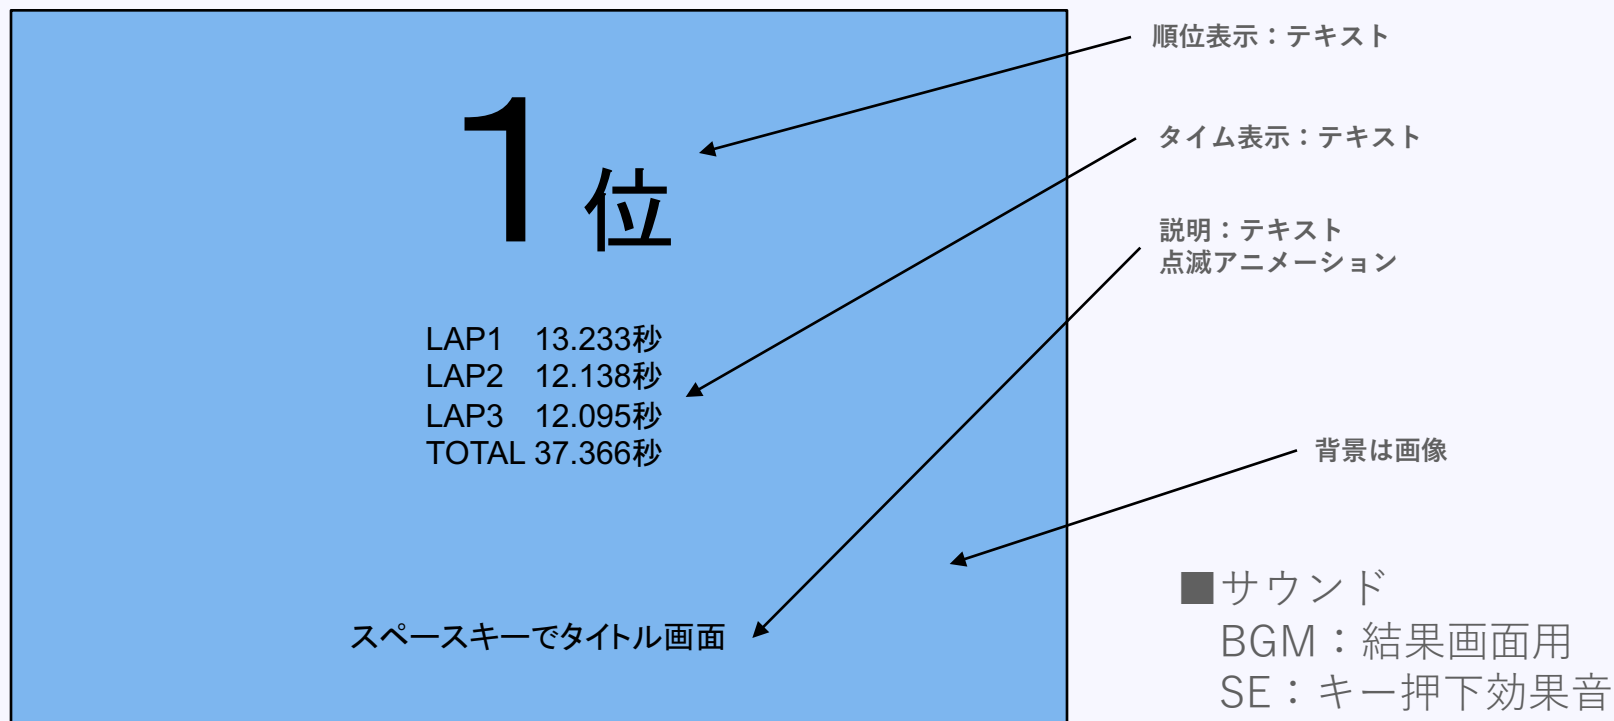 1位
LAP1 13.233秒
LAP2 12.138秒
LAP3 12.095秒
TOTAL 37.366秒
スペースキーでタイトル画面
順位表示：テキスト
タイム表示：テキスト
説明：テキスト
点滅アニメーション
背景は画像
■サウンド
BGM：結果画面用
SE：キー押下効果音